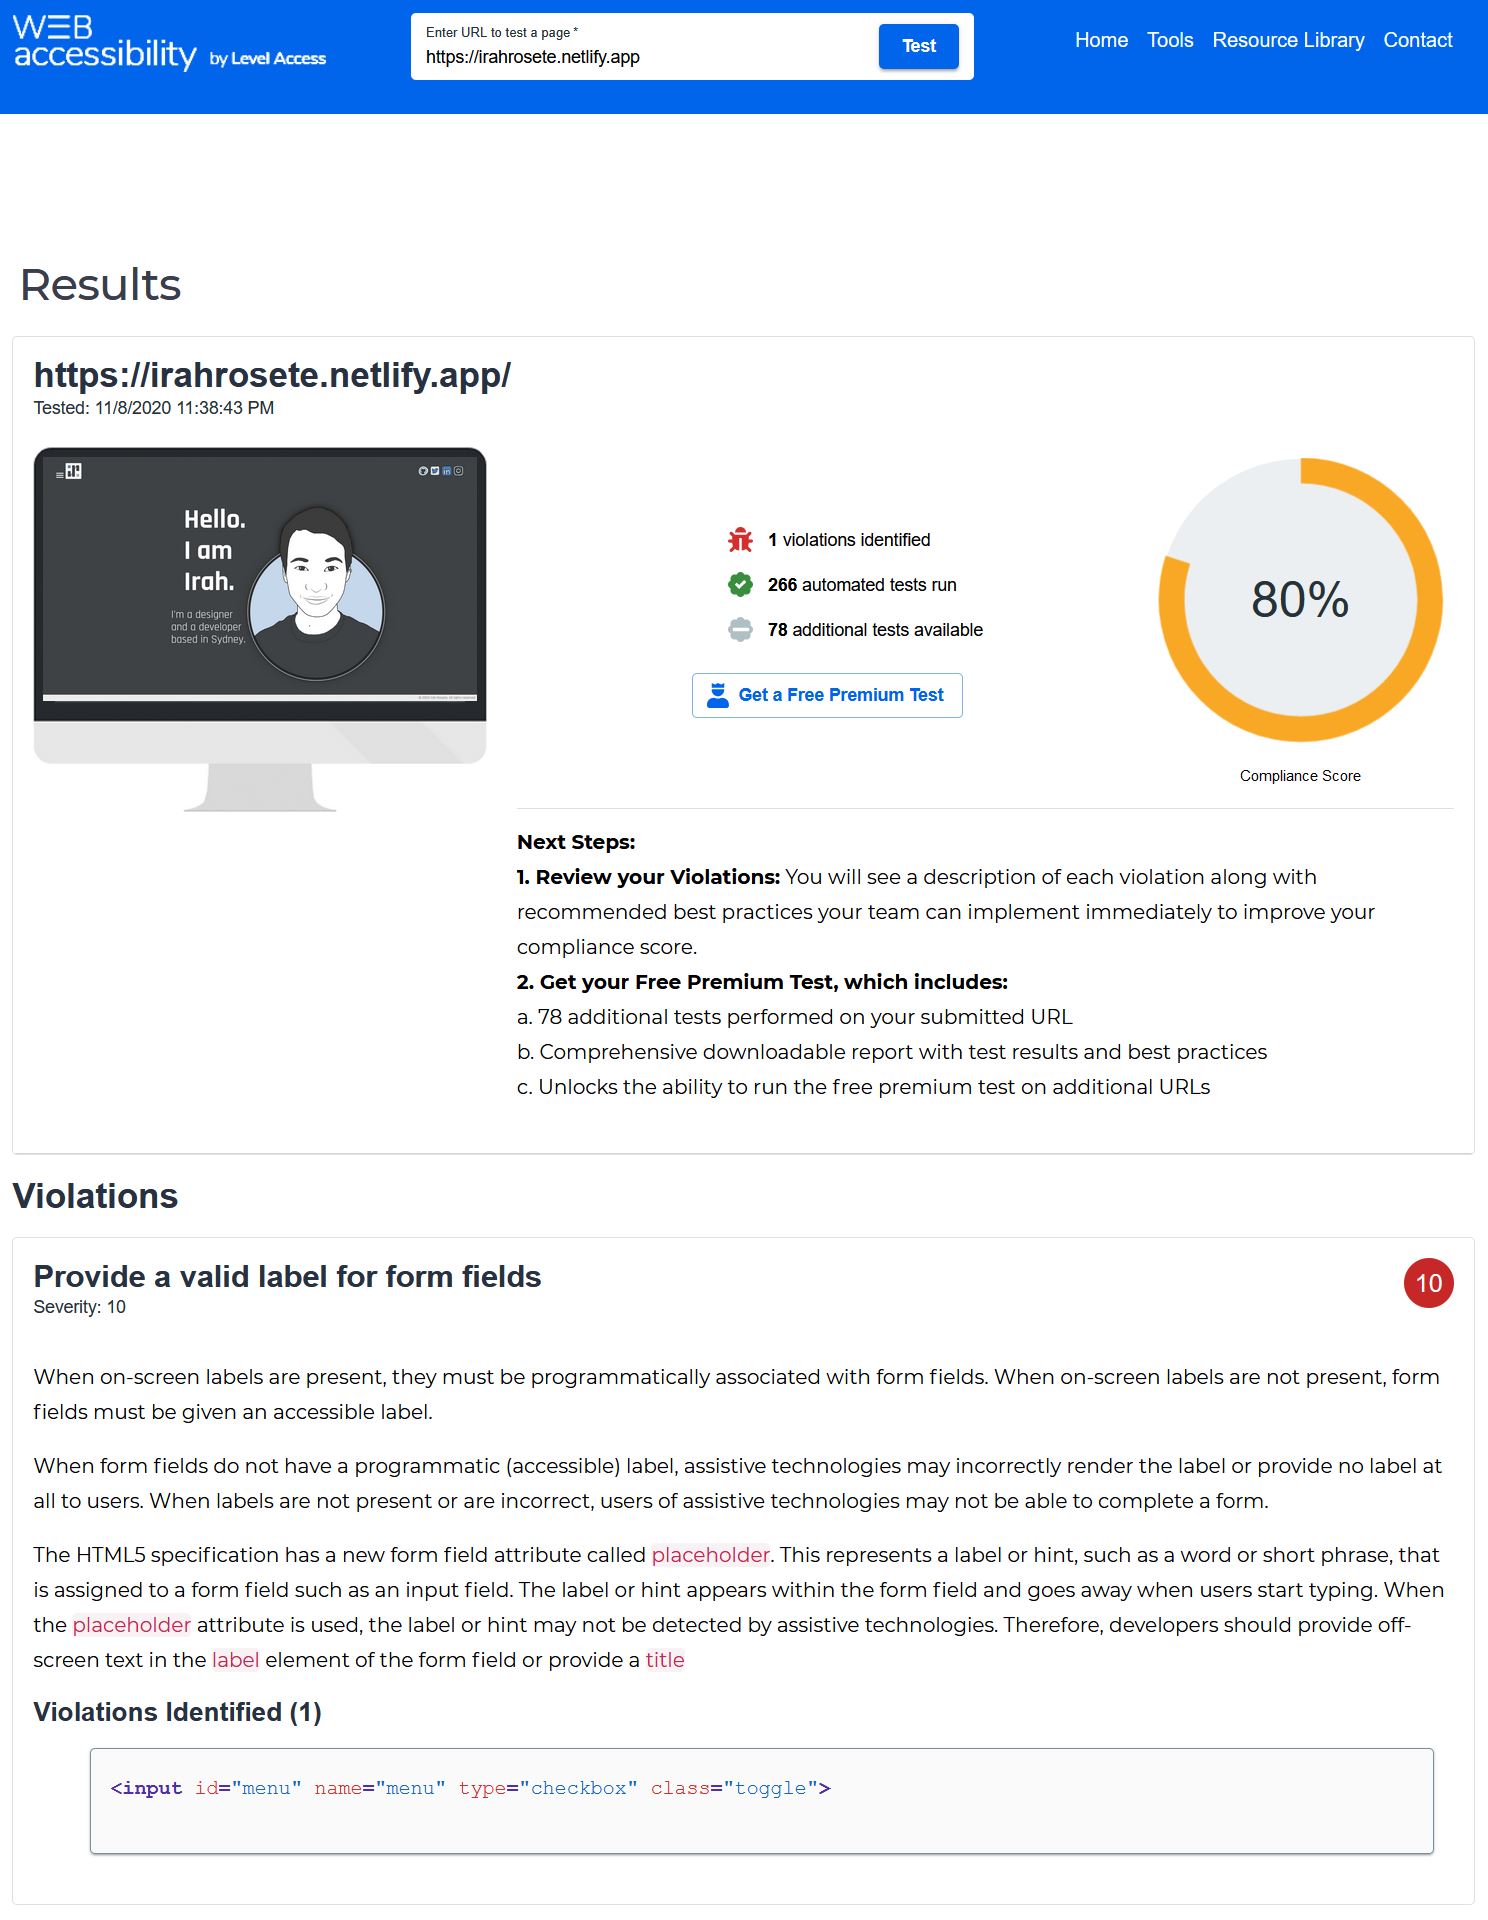 WEB
accessibility by Level Access
Enter URL to test a page *
https://irahrosete.netlify.app
Test
Home Tools Resource Library Contact
Results
https://irahrosete.netlify.app/
Tested: 11/8/2020 11:38:43 PM
Hello.
I am
Irah.
I'm a designer
and a developer
based in Sydney.
1 violations identified
266 automated tests run
78 additional tests available
Get a Free Premium Test
80%
Compliance Score
Next Steps:
1. Review your Violations: You will see a description of each violation along with
recommended best practices your team can implement immediately to improve your
compliance score.
2. Get your Free Premium Test, which includes:
a. 78 additional tests performed on your submitted URL
b. Comprehensive downloadable report with test results and best practices
c. Unlocks the ability to run the free premium test on additional URLs
Violations
Provide a valid label for form fields
10
Severity: 10
When on-screen labels are present, they must be programmatically associated with form fields. When on-screen labels are not present, form
fields must be given an accessible label.
When form fields do not have a programmatic (accessible) label, assistive technologies may incorrectly render the label or provide no label at
all to users. When labels are not present or are incorrect, users of assistive technologies may not be able to complete a form.
The HTML5 specification has a new form field attribute called placeholder. This represents a label or hint, such as a word or short phrase, that
is assigned to a form field such as an input field. The label or hint appears within the form field and goes away when users start typing. When
the placeholder attribute is used, the label or hint may not be detected by assistive technologies. Therefore, developers should provide off-
screen text in the label element of the form field or provide a title
Violations Identified (1)
<input id="menu" name="menu" type="checkbox" class="toggle">